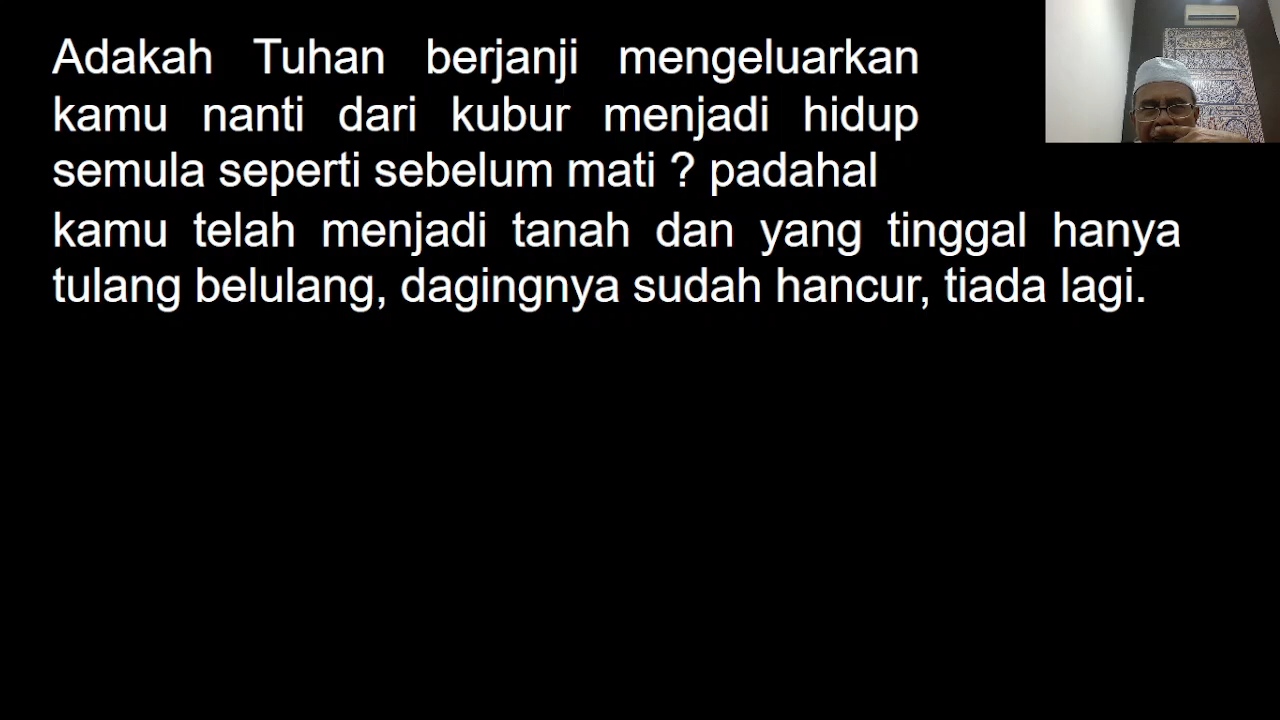 Adakah Tuhan berjanji mengeluarkan
kamu nanti dari kubur menjadi hidup
semula seperti sebelum mati ? padahal
kamu telah menjadi tanah dan yang tinggal hanya
tulang belulang, dagingnya sudah hancur, tiada lagi.